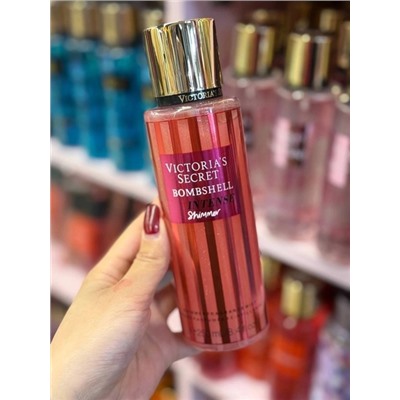 VICTORIA'S
VICTORIA'S
SECRET
BOMBSHELL
INTENSE
Shimmer